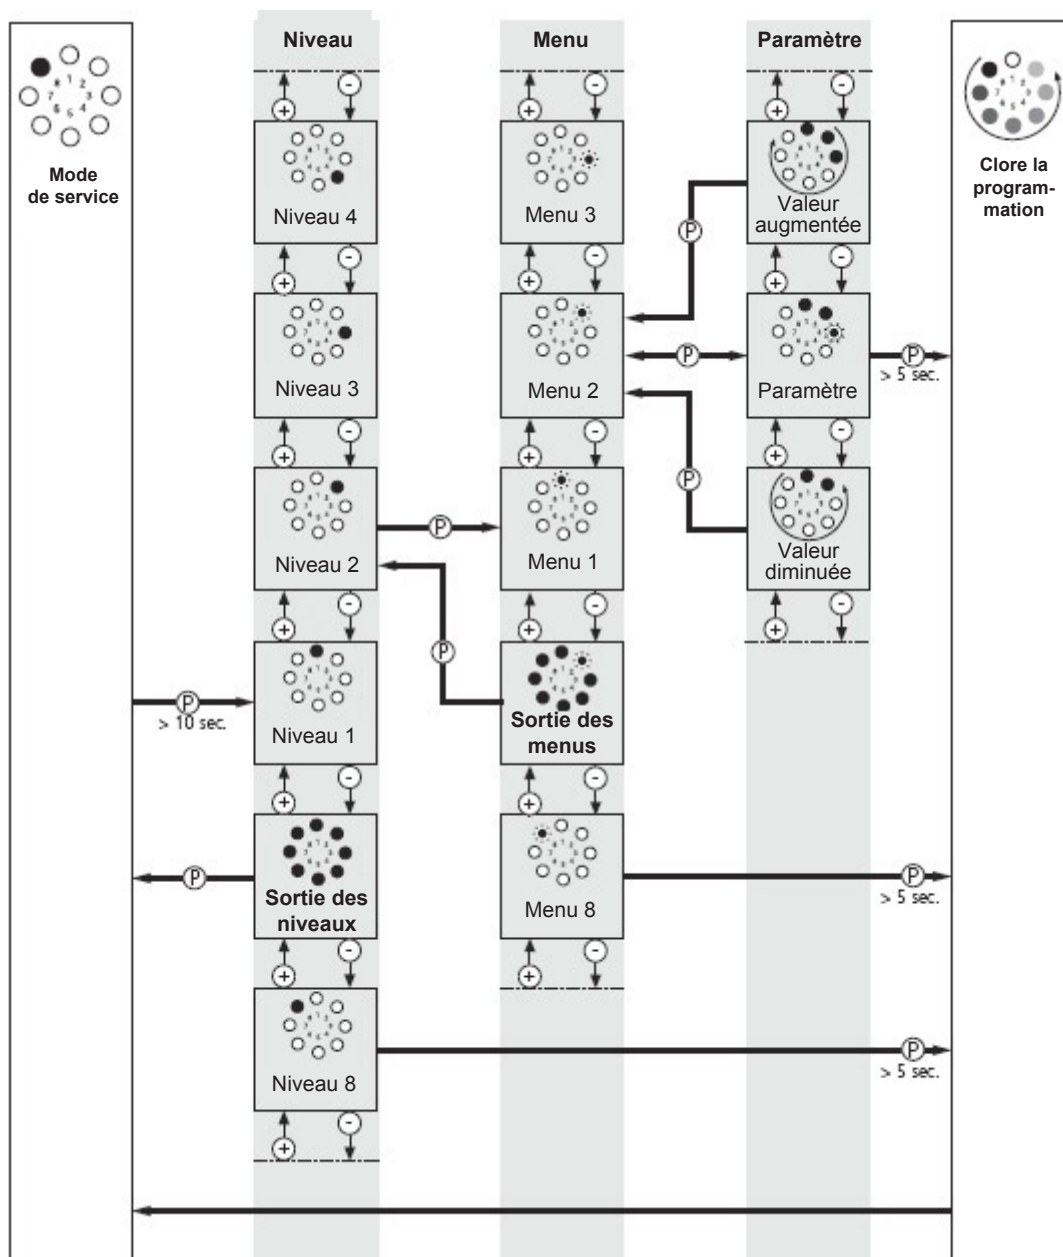 Niveau
Menu
Paramètre
Mode
de service
Clore la
program-
mation
Niveau 4
Menu 3
Valeur
augmentée
P
Niveau 3
Menu 2
P
Paramètre
P
> 5 sec.
Niveau 2
P
Menu 1
P
Valeur
diminuée
P
> 10 sec.
Niveau 1
P
Sortie des
menus
P
Sortie des
niveaux
Menu 8
P
> 5 sec.
Niveau 8
P
> 5 sec.